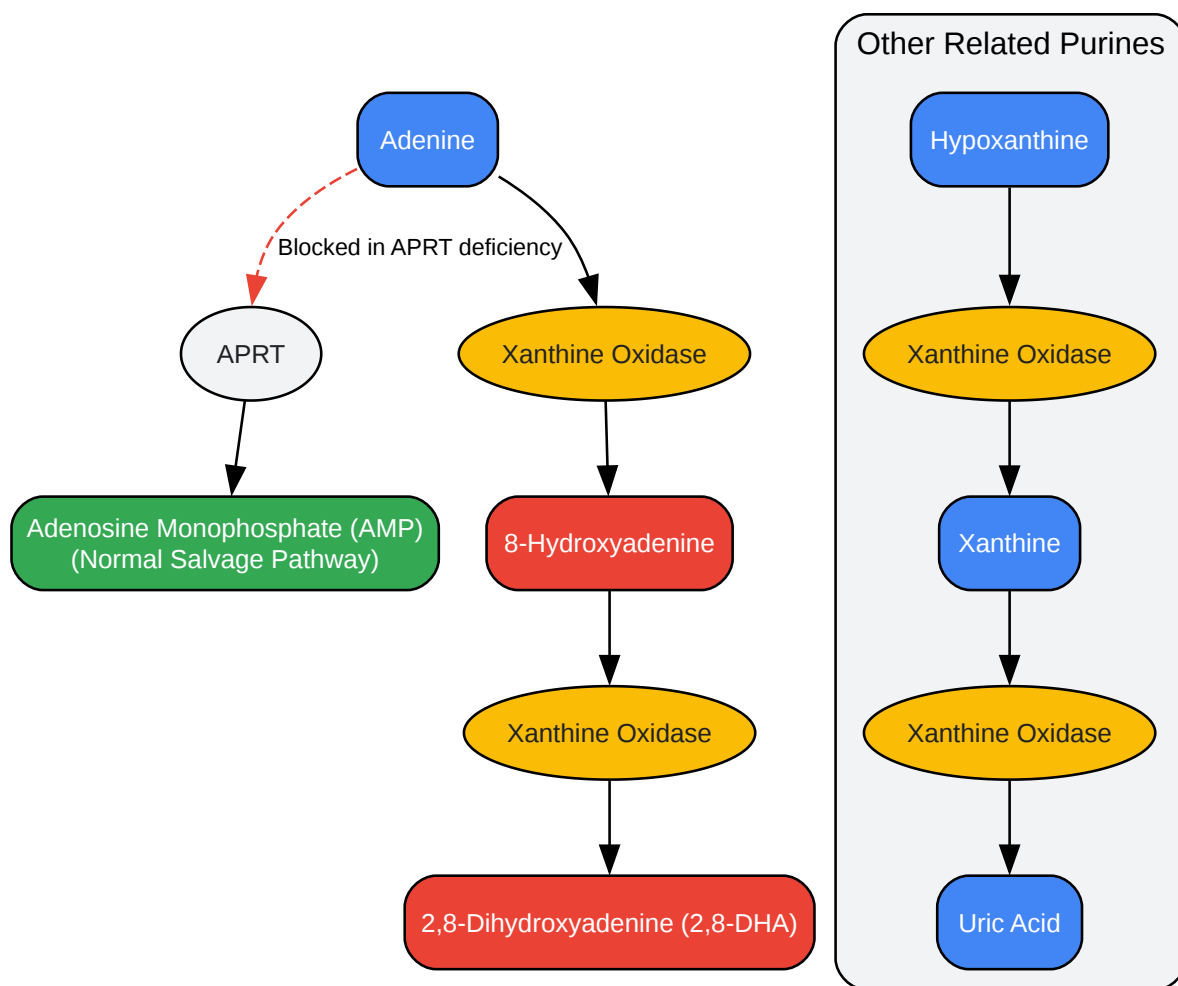 Other Related Purines
Adenine
Hypoxanthine
Blocked in APRT deficiency
APRT
Xanthine Oxidase
Xanthine Oxidase
Adenosine Monophosphate (AMP)
(Normal Salvage Pathway)
8-Hydroxyadenine
Xanthine
Xanthine Oxidase
Xanthine Oxidase
2,8-Dihydroxyadenine (2,8-DHA)
Uric Acid